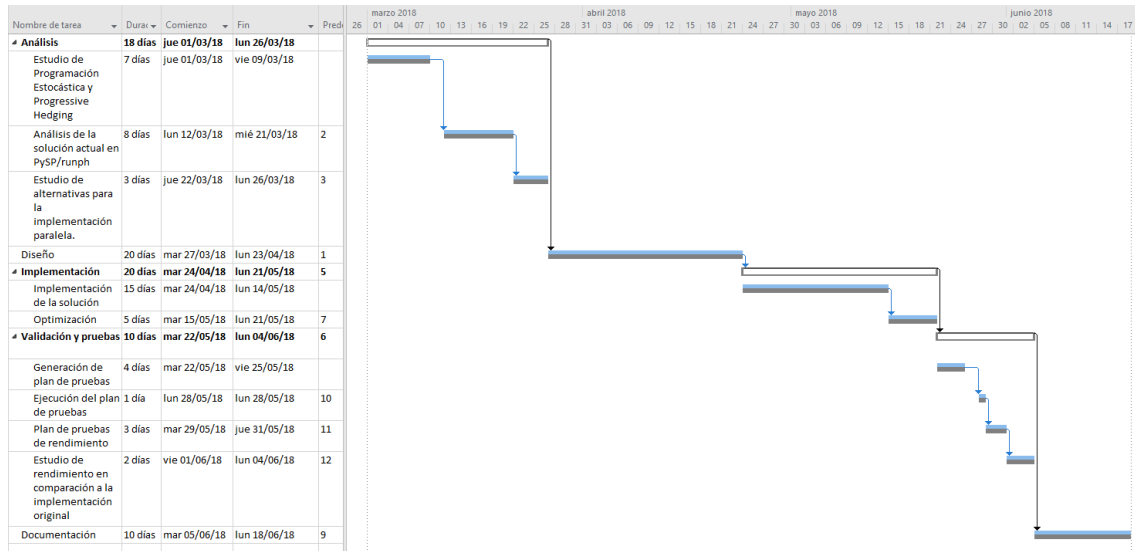 marzo 2018 abril 2018 mayo 2018 junio 2018
Nombre de tarea Durac Comienzo Fin Pred 26 01 04 07 10 13 16 19 22 25 28 31 03 06 09 12 15 18 21 24 27 30 03 06 09 12 15 18 21 24 27 30 02 05 08 11 14 17
Análisis 18 días jue 01/03/18 lun 26/03/18
Estudio de 7 días jue 01/03/18 vie 09/03/18
Programación
Estocástica y
Progressive
Hedging
Análisis de la 8 días lun 12/03/18 mié 21/03/18 2
solución actual en
PySP/runph
Estudio de 3 días jue 22/03/18 lun 26/03/18 3
alternativas para
la
implementación
paralela.
Diseño 20 días mar 27/03/18 lun 23/04/18 1
Implementación 20 días mar 24/04/18 lun 21/05/18 5
Implementación 15 días mar 24/04/18 lun 14/05/18
de la solución
Optimización 5 días mar 15/05/18 lun 21/05/18 7
Validación y pruebas 10 días mar 22/05/18 lun 04/06/18 6
Generación de 4 días mar 22/05/18 vie 25/05/18
plan de pruebas
Ejecución del plan 1 día lun 28/05/18 lun 28/05/18 10
de pruebas
Plan de pruebas 3 días mar 29/05/18 jue 31/05/18 11
de rendimiento
Estudio de 2 días vie 01/06/18 lun 04/06/18 12
rendimiento en
comparación a la
implementación
original
Documentación 10 días mar 05/06/18 lun 18/06/18 9